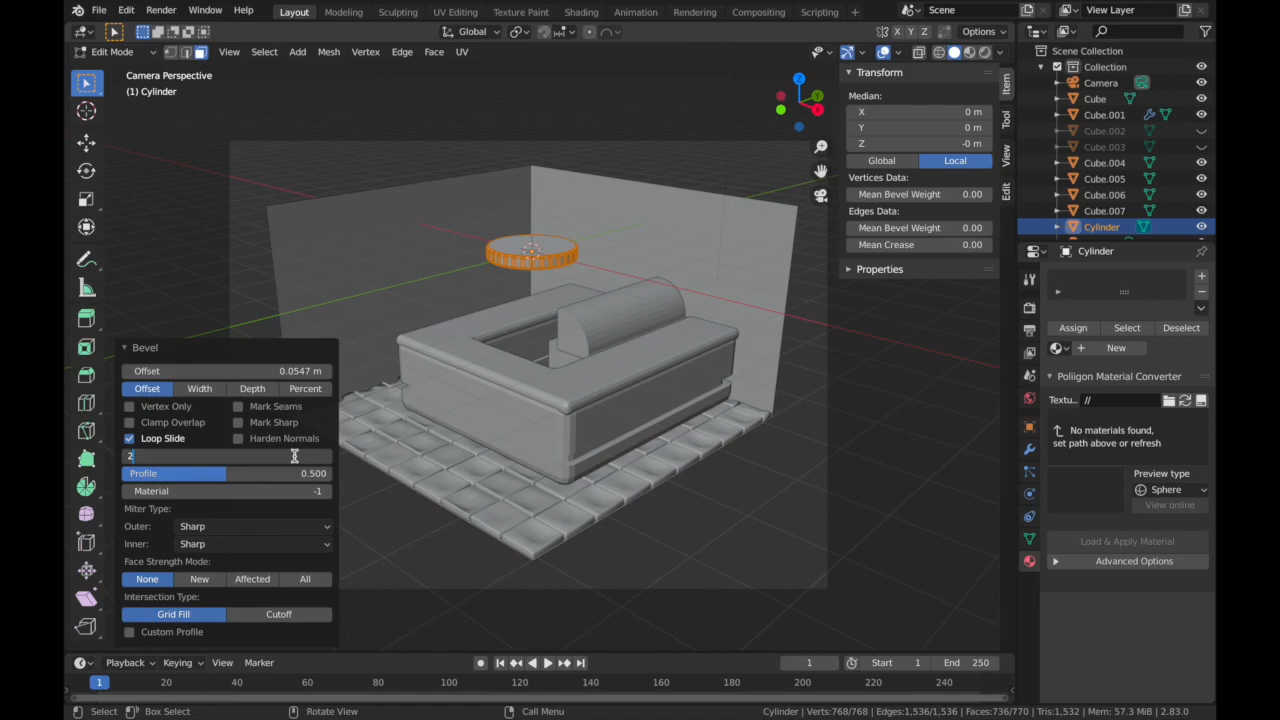 File Edit Render Window Help Layout Modeling Sculpting UV Editing Texture Paint Shading Animation Rendering Compositing Scripting + Scene View Layer
Global X Y Z Options
Edit Mode View Select Add Mesh Vertex Edge Face UV
Camera Perspective
(1) Cylinder
Z
Y
X
Transform
Median:
X 0 m
Y 0 m
Z -0 m
Global Local
Vertices Data:
Mean Bevel Weight 0.00
Edges Data:
Mean Bevel Weight 0.00
Mean Crease 0.00
Properties
Item
Tool
View
Edit
Scene Collection
Collection
Camera
Cube
Cube.001
Cube.002
Cube.003
Cube.004
Cube.005
Cube.006
Cube.007
Cylinder
Cylinder
Assign Select Deselect
New
Poliigon Material Converter
Textu.. //
No materials found,
set path above or refresh
Preview type
Sphere
View online
Load & Apply Material
Advanced Options
Bevel
Offset 0.0547 m
Offset Width Depth Percent
Vertex Only Mark Seams
Clamp Overlap Mark Sharp
Loop Slide Harden Normals
2
Profile 0.500
Material -1
Miter Type:
Outer: Sharp
Inner: Sharp
Face Strength Mode:
None New Affected All
Intersection Type:
Grid Fill Cutoff
Custom Profile
Playback Keying View Marker 1 Start 1 End 250
1 20 40 60 80 100 120 140 160 180 200 220 240
Select Box Select Rotate View Call Menu Cylinder | Verts:768/768 | Edges:1,536/1,536 | Faces:736/770 | Tris:1,532 | Mem: 57.3 MiB | 2.83.0